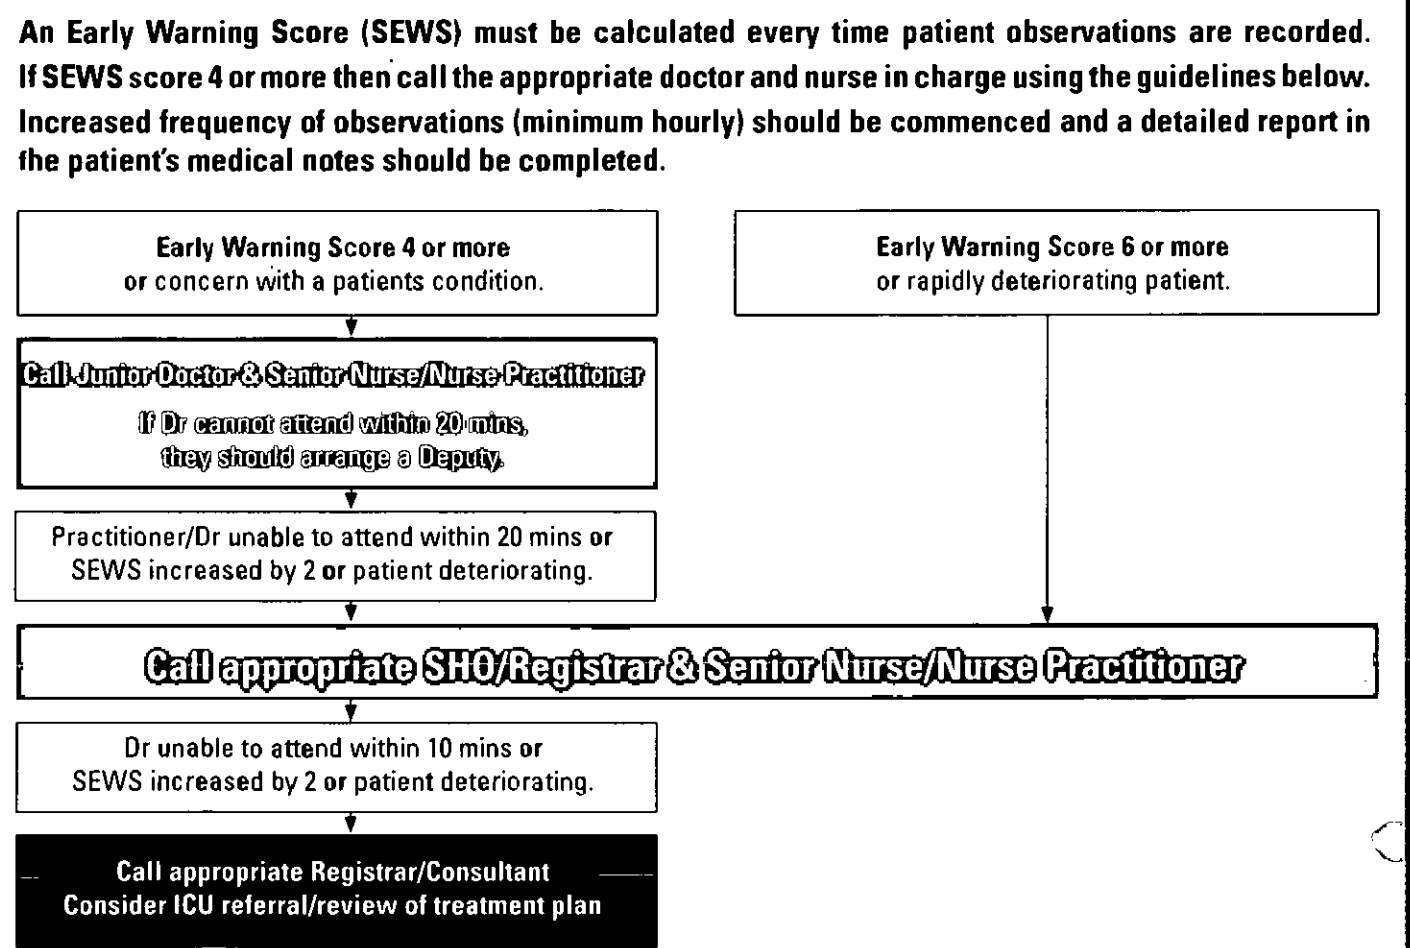 An Early Warning Score (SEWS) must be calculated every time patient observations are recorded.
If SEWS score 4 or more then call the appropriate doctor and nurse in charge using the guidelines below.
Increased frequency of observations (minimum hourly) should be commenced and a detailed report in
the patient's medical notes should be completed.
Early Warning Score 4 or more
or concern with a patients condition.
Early Warning Score 6 or more
or rapidly deteriorating patient.
Call Junior Doctor & Senior Nurse/Nurse Practitioner
If Dr cannot attend within 20 mins,
they should arrange a Deputy.
Practitioner/Dr unable to attend within 20 mins or
SEWS increased by 2 or patient deteriorating.
Call appropriate SHO/Registrar & Senior Nurse/Nurse Practitioner
Dr unable to attend within 10 mins or
SEWS increased by 2 or patient deteriorating.
Call appropriate Registrar/Consultant
Consider ICU referral/review of treatment plan